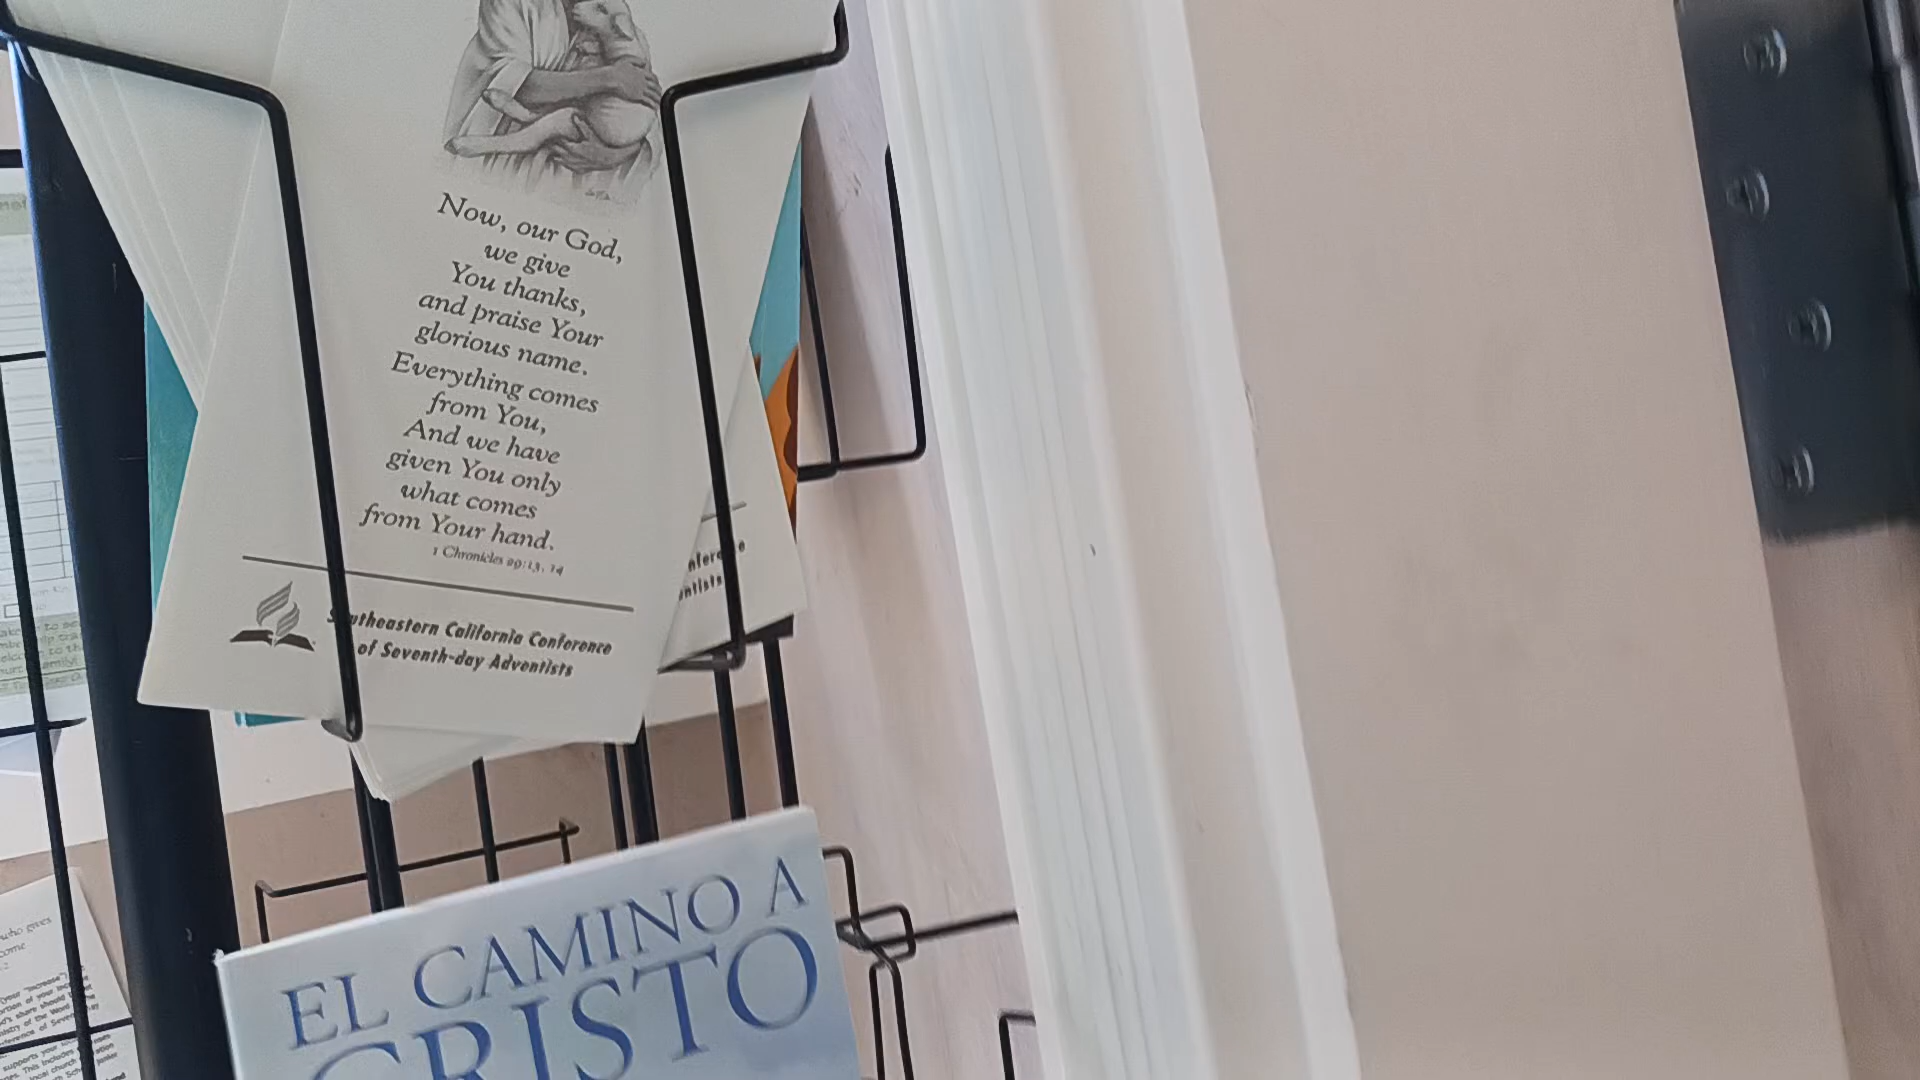 Now, our God,
we give
You thanks,
and praise Your
glorious name.
Everything comes
from You,
And we have
given You only
what comes
from Your hand.
1 Chronicles 29:13, 14
Southeastern California Conference
of Seventh-day Adventists
EL CAMINO A
CRISTO
who gives